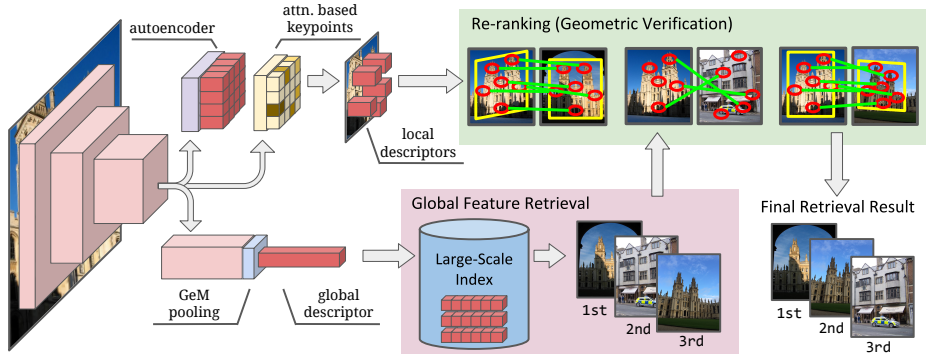 autoencoder
attn. based
keypoints
local
descriptors
Re-ranking (Geometric Verification)
GeM
pooling
global
descriptor
Global Feature Retrieval
Large-Scale
Index
1st
2nd
3rd
Final Retrieval Result
1st
2nd
3rd